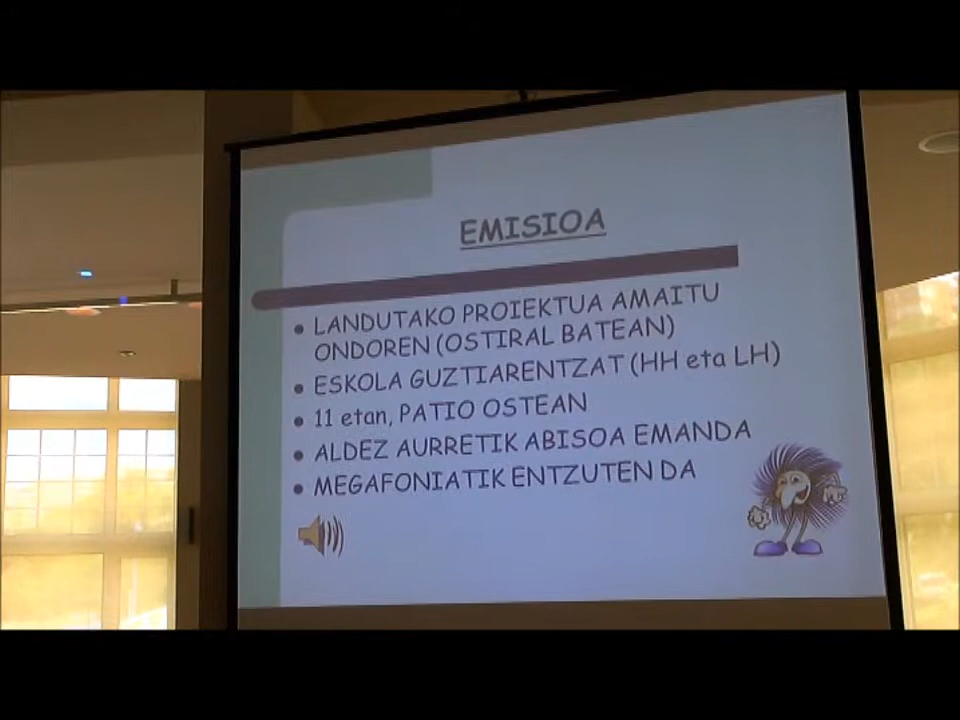 EMISIOA
• LANDUTAKO PROIEKTUA AMAITU
ONDOREN (OSTIRAL BATEAN)
• ESKOLA GUZTIARENTZAT (HH eta LH)
• 11 etan, PATIO OSTEAN
• ALDEZ AURRETIK ABISOA EMANDA
• MEGAFONIATIK ENTZUTEN DA